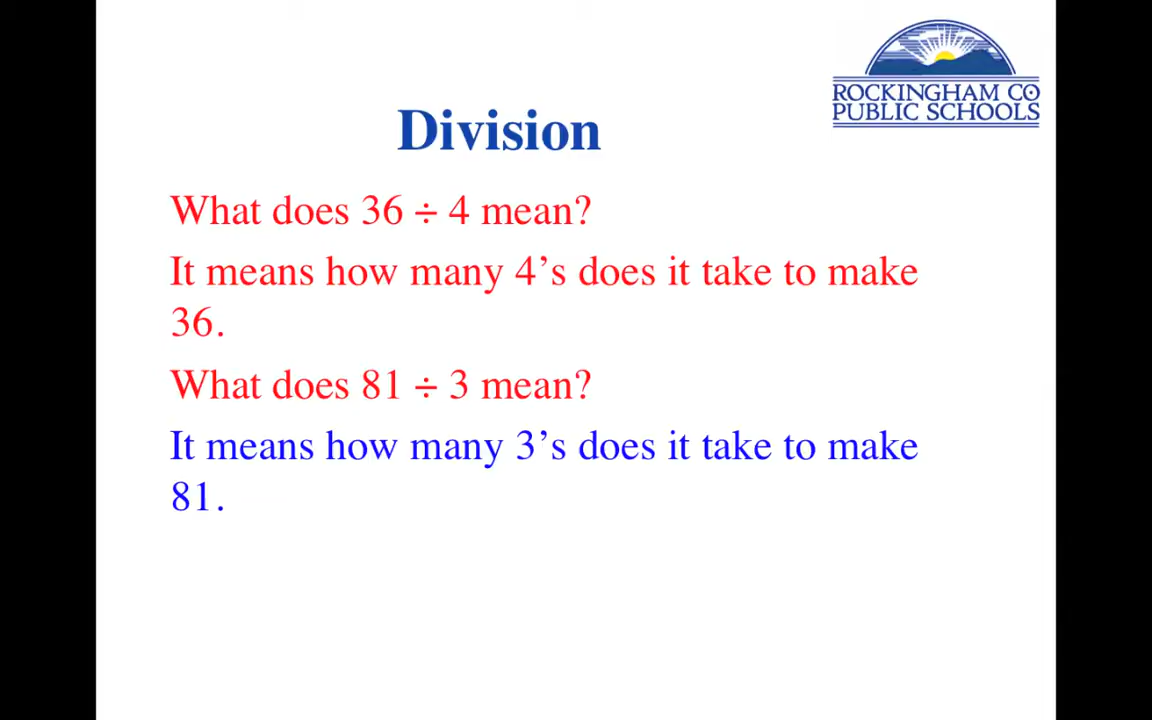 ROCKINGHAM CO
PUBLIC SCHOOLS
Division
What does 36 ÷ 4 mean?
It means how many 4’s does it take to make
36.
What does 81 ÷ 3 mean?
It means how many 3’s does it take to make
81.